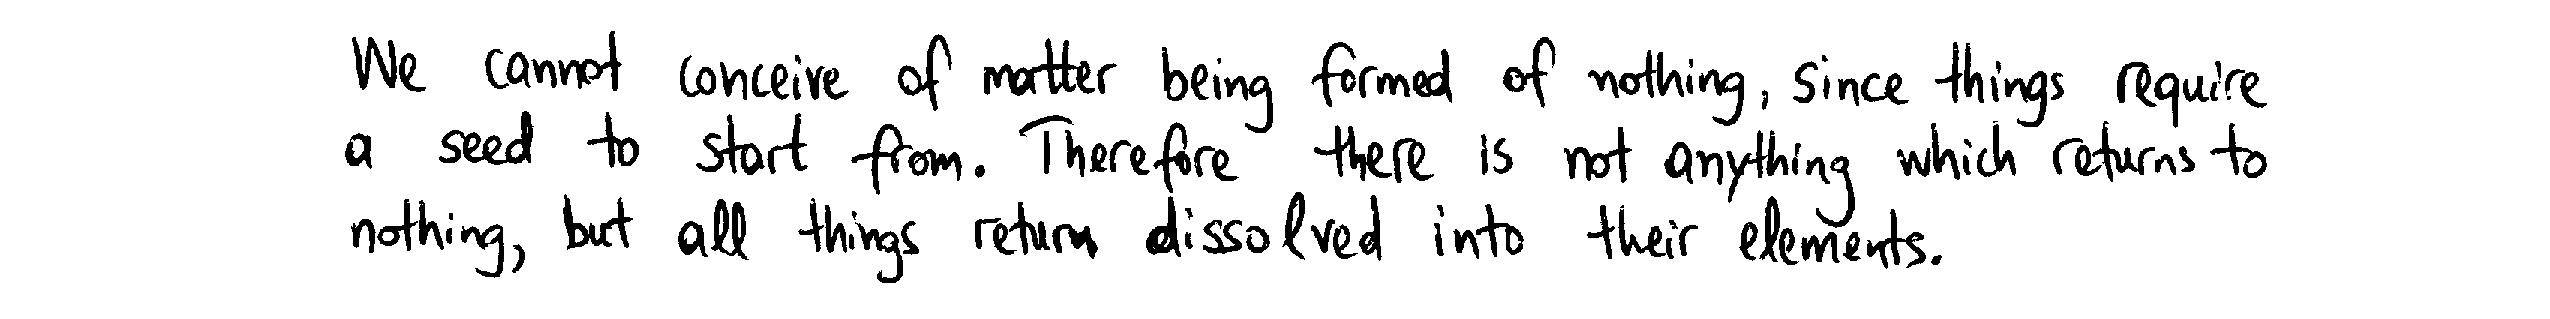 We cannot conceive of matter being formed of nothing, since things require
a seed to start from. Therefore there is not anything which returns to
nothing, but all things return dissolved into their elements.